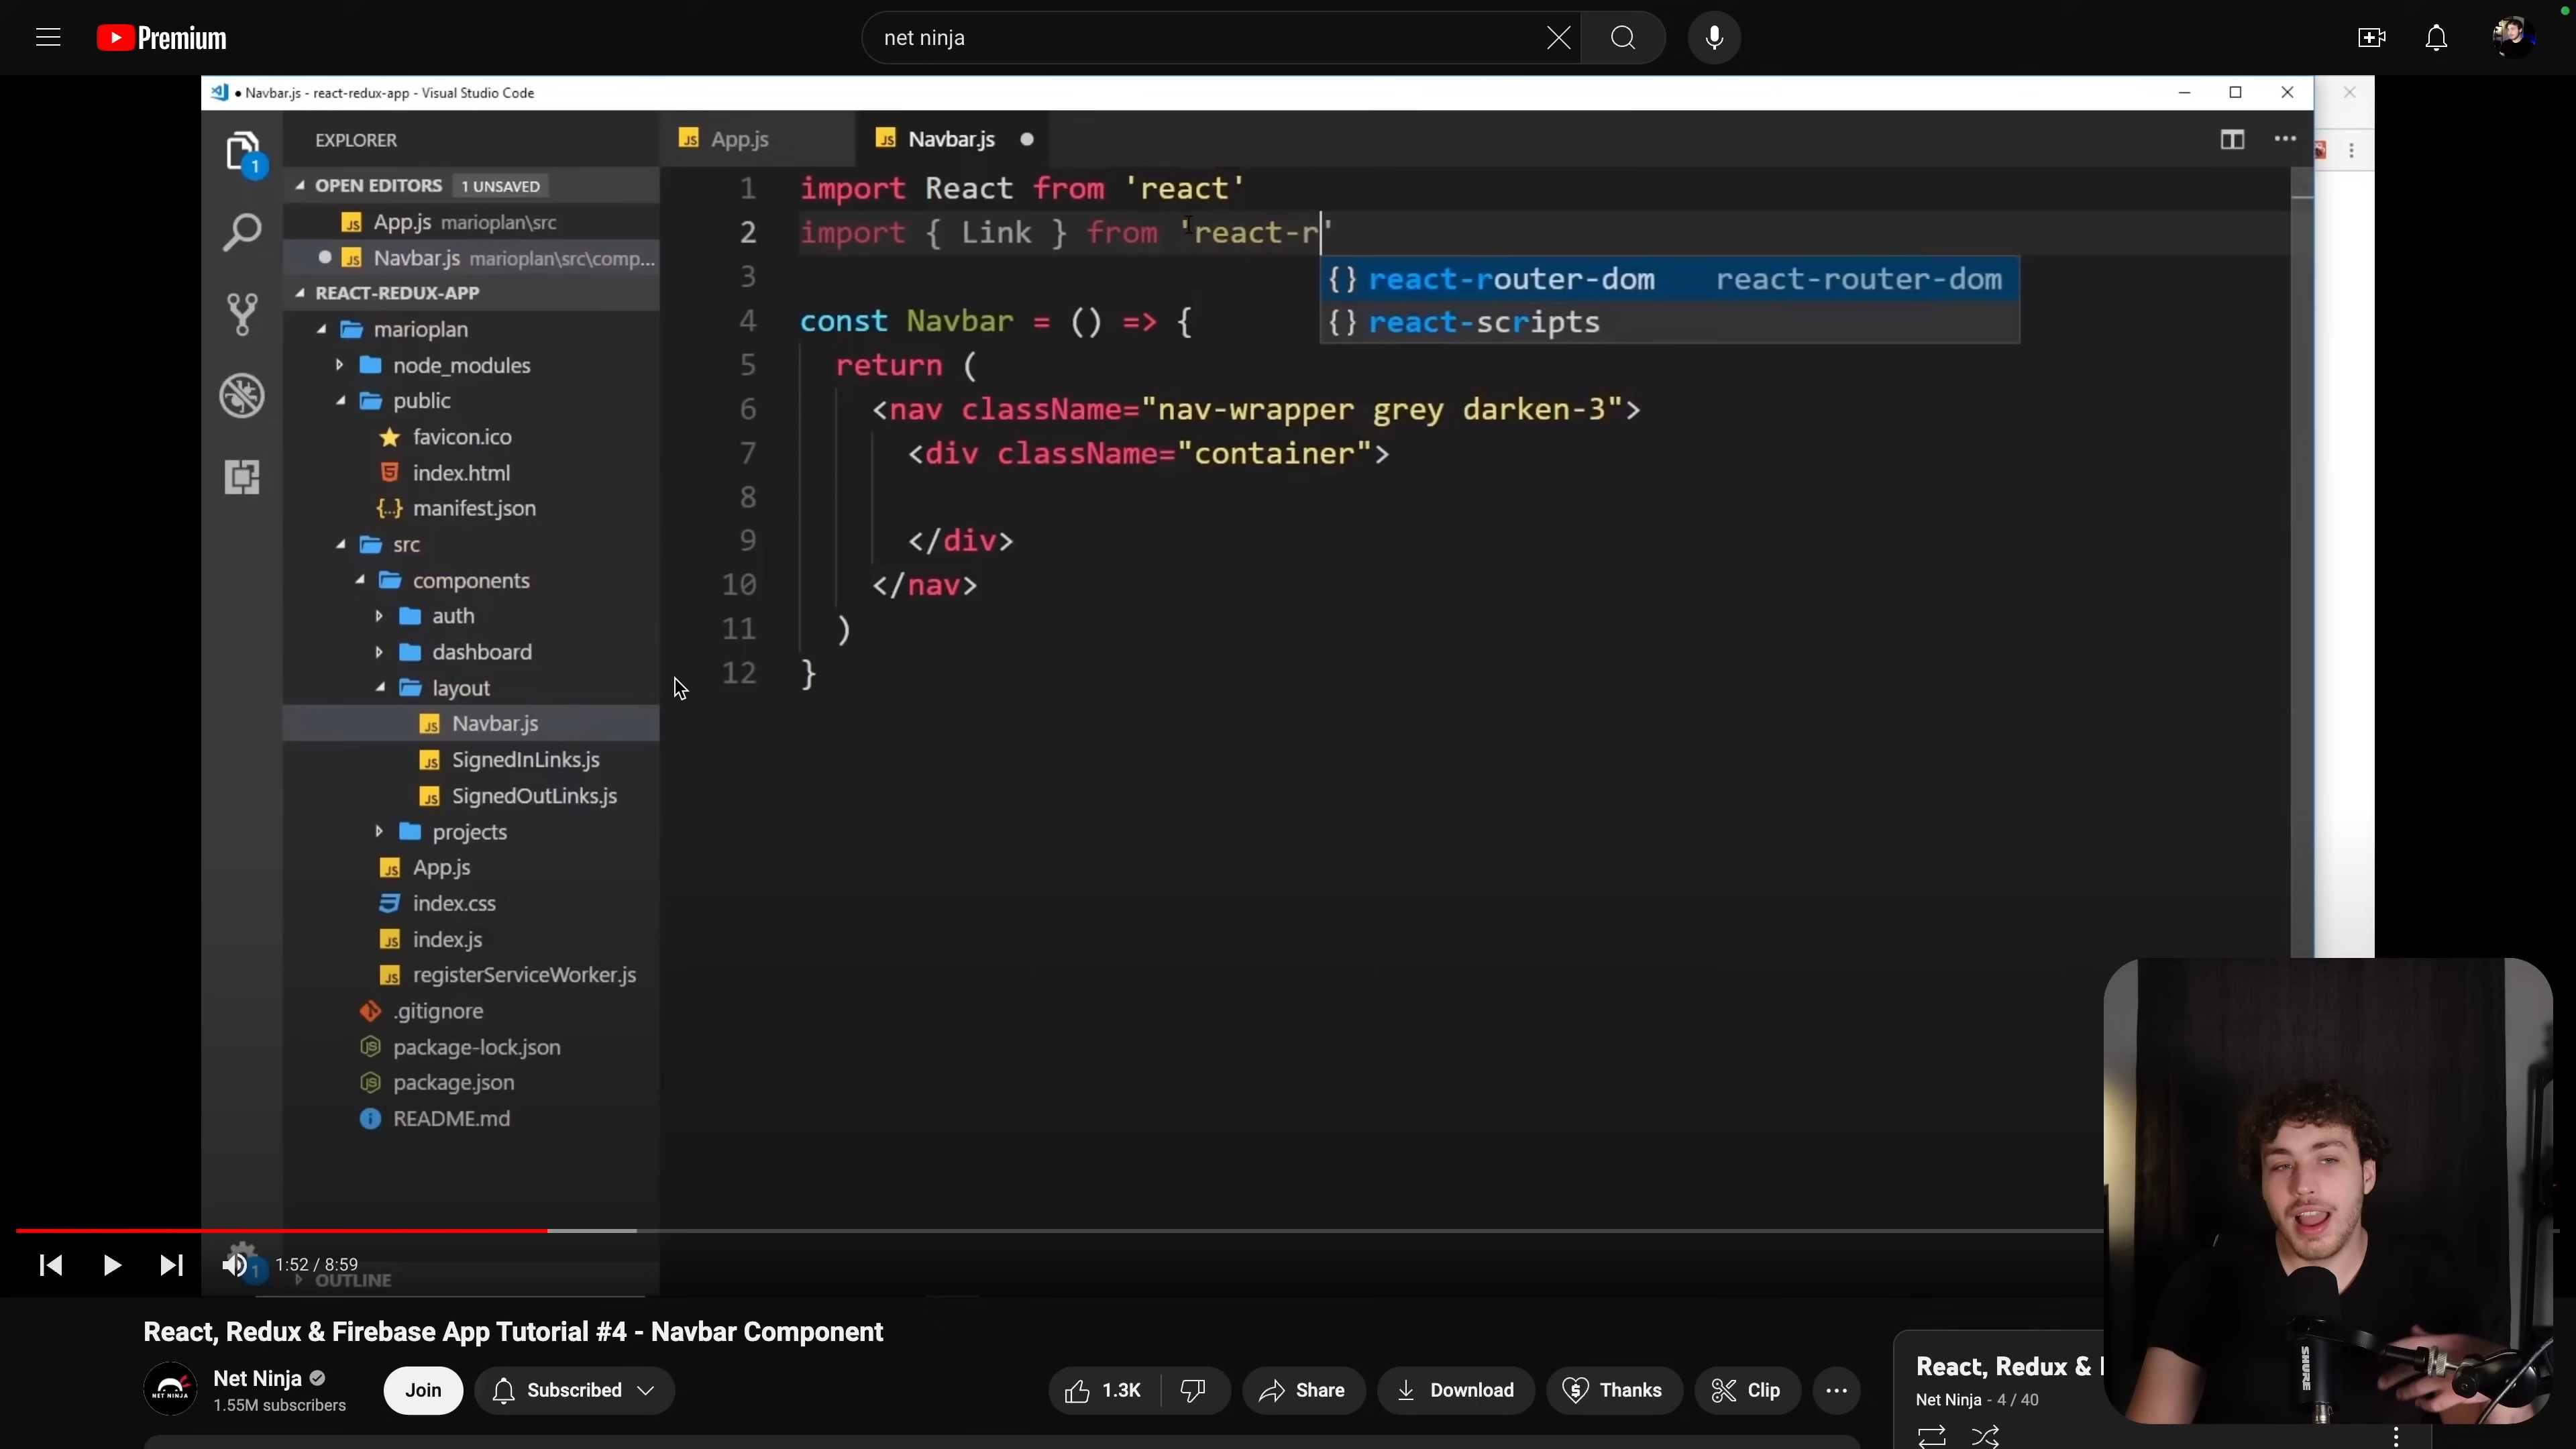 Premium
net ninja
Navbar.js - react-redux-app - Visual Studio Code
EXPLORER
1
OPEN EDITORS 1 UNSAVED
App.js marioplan\src
Navbar.js marioplan\src\comp...
REACT-REDUX-APP
marioplan
node_modules
public
favicon.ico
index.html
manifest.json
src
components
auth
dashboard
layout
Navbar.js
SignedInLinks.js
SignedOutLinks.js
projects
App.js
index.css
index.js
registerServiceWorker.js
.gitignore
package-lock.json
package.json
README.md
OUTLINE
1
App.js
Navbar.js
1 import React from 'react'
2 import { Link } from 'react-r'
{} react-router-dom react-router-dom
{} react-scripts
3
4 const Navbar = () => {
5 return (
6 <nav className="nav-wrapper grey darken-3">
7 <div className="container">
8
9 </div>
10 </nav>
11 )
12 }
1:52 / 8:59
React, Redux & Firebase App Tutorial #4 - Navbar Component
NET NINJA
Net Ninja
1.55M subscribers
Join
Subscribed
1.3K
Share
Download
Thanks
Clip
React, Redux &
Net Ninja - 4 / 40
SHURE